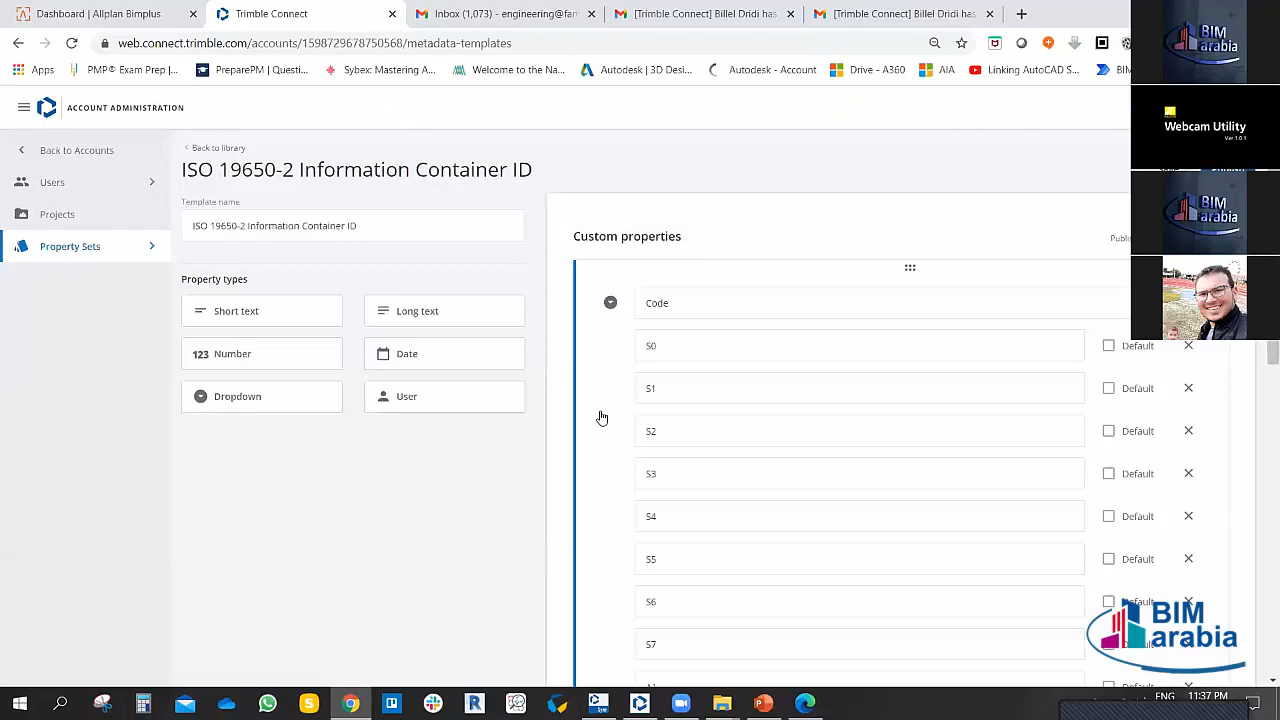 Dashboard | Allplan Bimplus
Trimble Connect
Inbox (1,073) - engineering@fam
[Trimble Connect] Billel Dridi has
[Trimble Connect] Billel Dridi has
web.connect.trimble.com/accounts/1598729678750568/metadata-templates
Apps
PMP® Exam Prep |...
PreparePM | Questi...
Sybex: Mastering ...
Welcome to the Na...
Autodesk | 3D Desi...
Autodesk - Account
Drive - A360
AIA
Linking AutoCAD S...
BIM
ACCOUNT ADMINISTRATION
Back to Accounts
Users
Projects
Property Sets
Back to library
ISO 19650-2 Information Container ID
Template name
ISO 19650-2 Information Container ID
Property types
Short text
Long text
123 Number
Date
Dropdown
User
Custom properties
Publi
Code
S0
Default
S1
Default
S2
Default
S3
Default
S4
Default
S5
Default
S6
Default
S7
BIM
arabia
Webcam Utility
Ver.1.0.1
BIM
arabia
BIM
arabia
ENG
11:37 PM